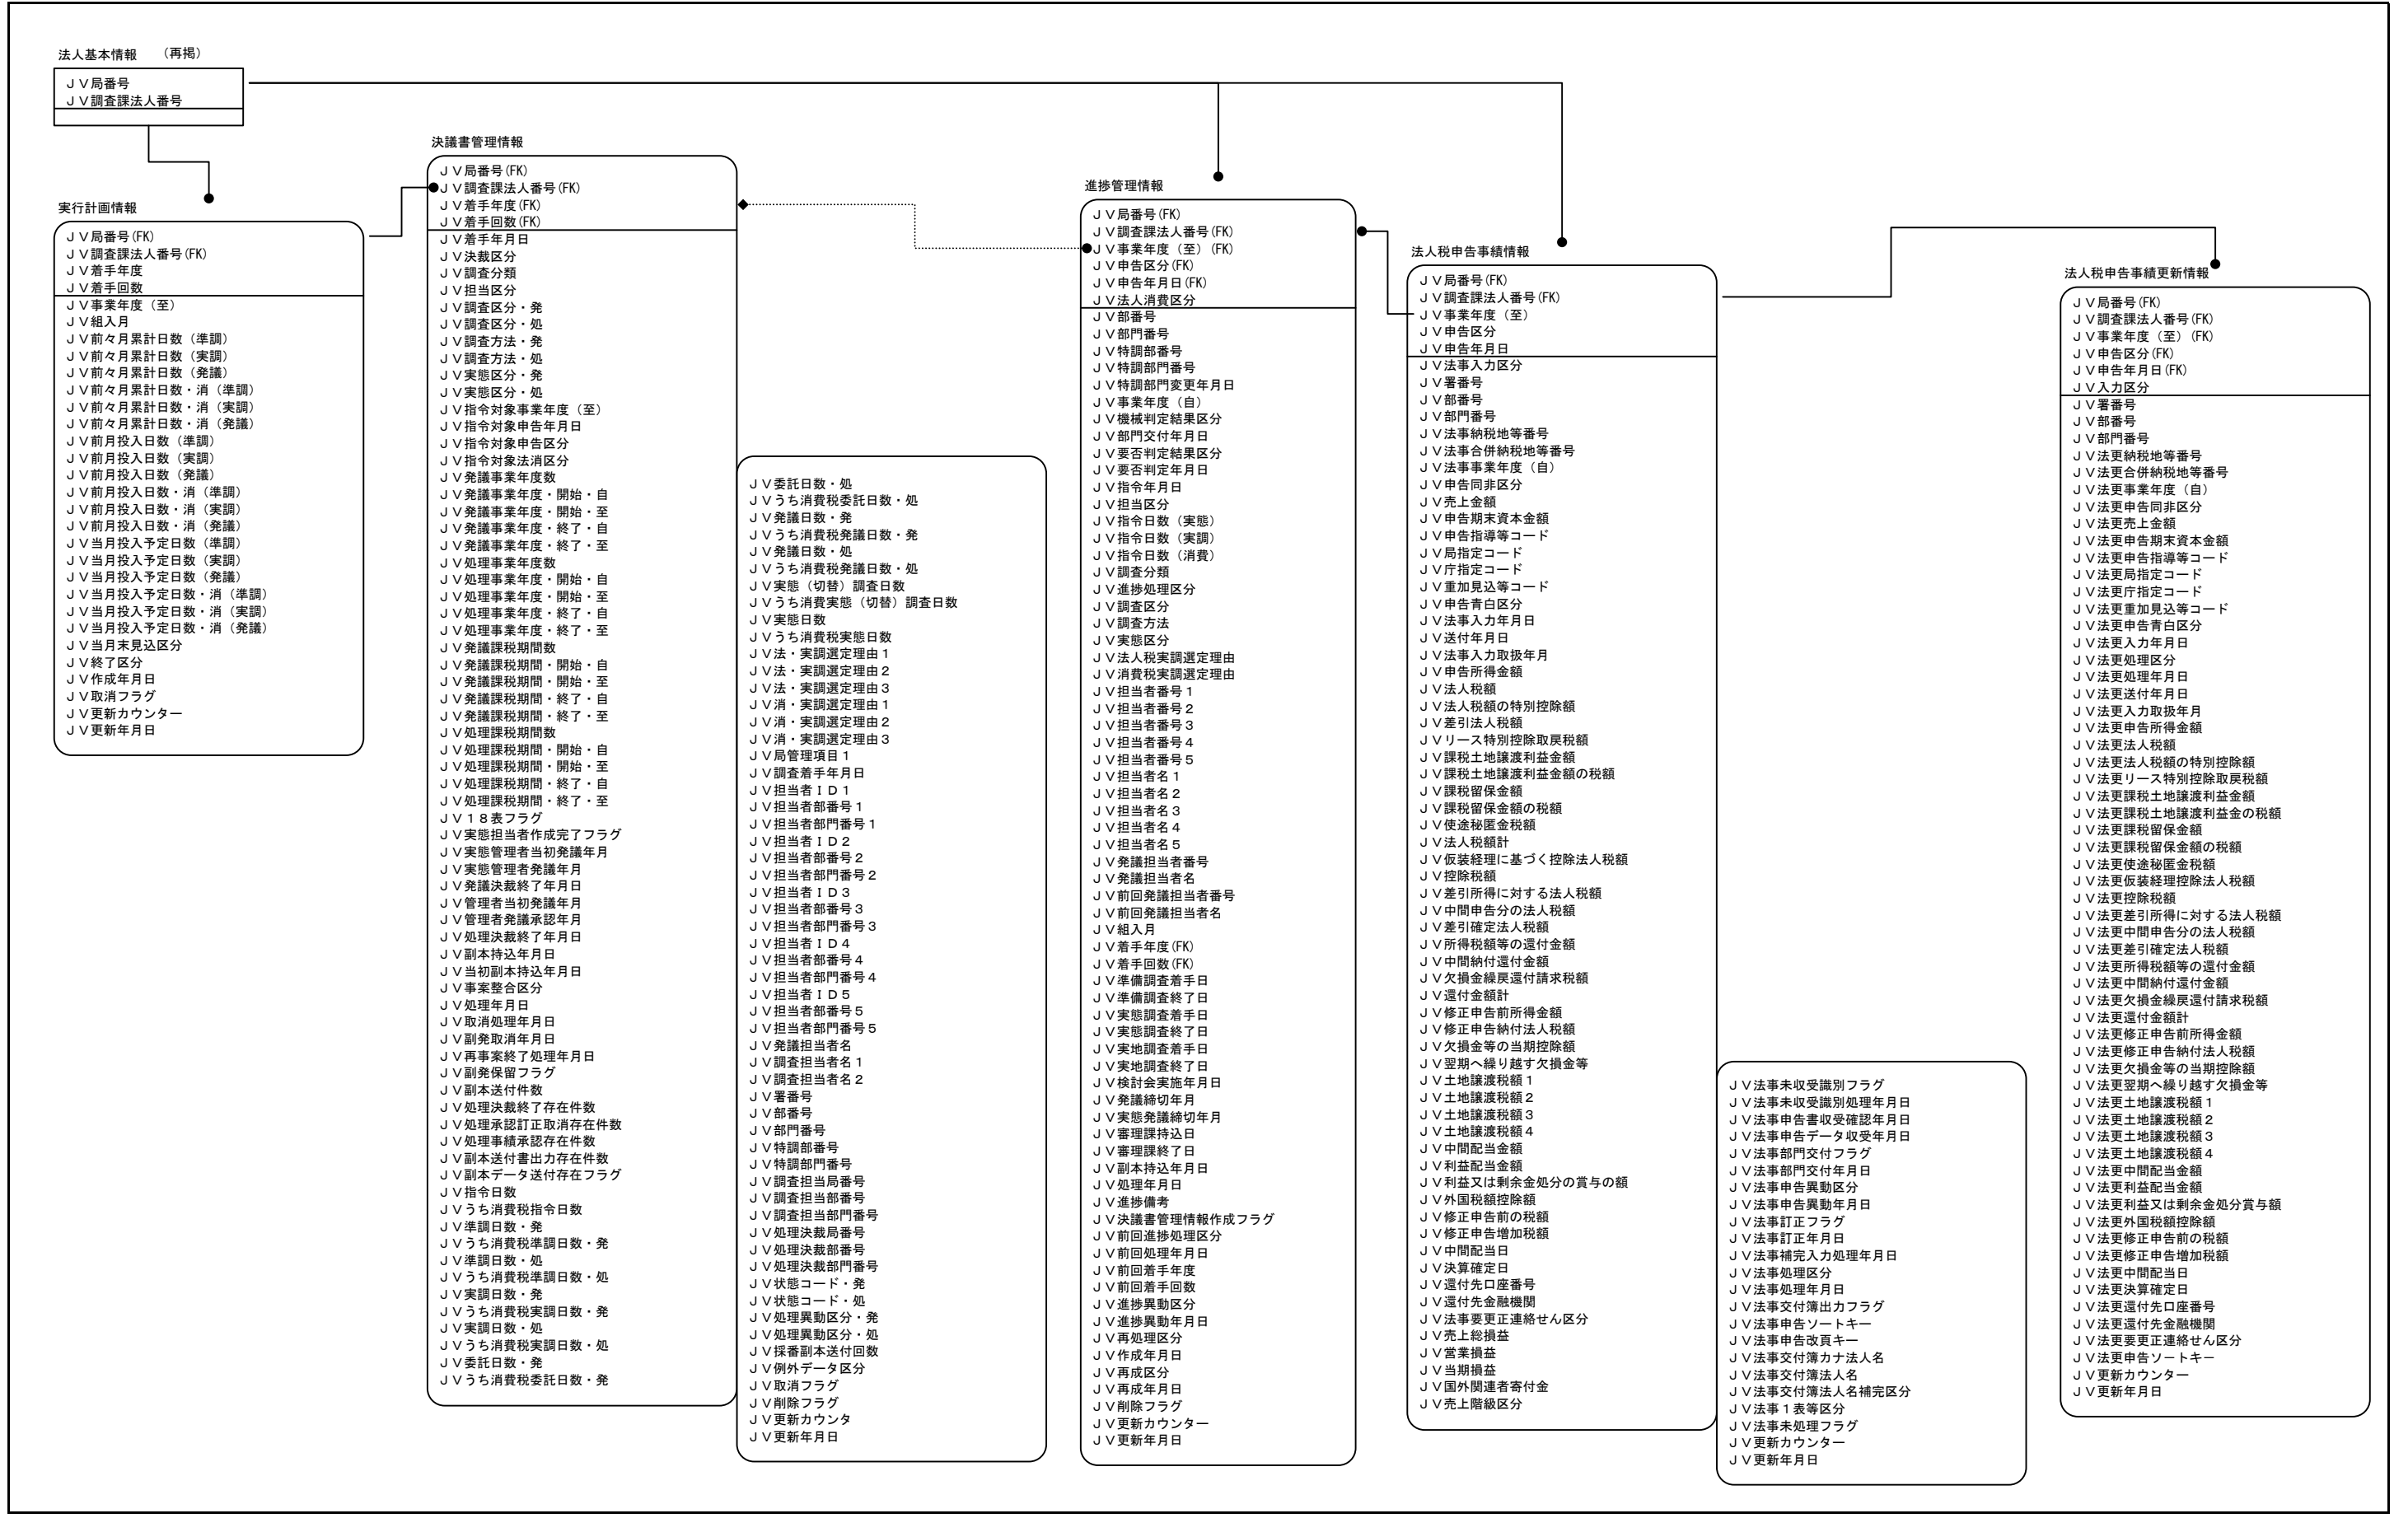 法人基本情報　（再掲）
ＪＶ局番号
ＪＶ調査課法人番号
実行計画情報
ＪＶ局番号(FK)
ＪＶ調査課法人番号(FK)
ＪＶ着手年度
ＪＶ着手回数
ＪＶ事業年度（至）
ＪＶ組入月
ＪＶ前々月累計日数（準調）
ＪＶ前々月累計日数（実調）
ＪＶ前々月累計日数（発議）
ＪＶ前々月累計日数・消（準調）
ＪＶ前々月累計日数・消（実調）
ＪＶ前々月累計日数・消（発議）
ＪＶ前月投入日数（準調）
ＪＶ前月投入日数（実調）
ＪＶ前月投入日数（発議）
ＪＶ前月投入日数・消（準調）
ＪＶ前月投入日数・消（実調）
ＪＶ前月投入日数・消（発議）
ＪＶ当月投入予定日数（準調）
ＪＶ当月投入予定日数（実調）
ＪＶ当月投入予定日数（発議）
ＪＶ当月投入予定日数・消（準調）
ＪＶ当月投入予定日数・消（実調）
ＪＶ当月投入予定日数・消（発議）
ＪＶ当月末見込区分
ＪＶ終了区分
ＪＶ作成年月日
ＪＶ取消フラグ
ＪＶ更新カウンター
ＪＶ更新年月日
決議書管理情報
ＪＶ局番号(FK)
ＪＶ調査課法人番号(FK)
ＪＶ着手年度(FK)
ＪＶ着手回数(FK)
ＪＶ着手年月日
ＪＶ決裁区分
ＪＶ調査分類
ＪＶ担当区分
ＪＶ調査区分・発
ＪＶ調査区分・処
ＪＶ調査方法・発
ＪＶ調査方法・処
ＪＶ実態区分・発
ＪＶ実態区分・処
ＪＶ指令対象事業年度（至）
ＪＶ指令対象申告年月日
ＪＶ指令対象申告区分
ＪＶ指令対象法消区分
ＪＶ発議事業年度数
ＪＶ発議事業年度・開始・自
ＪＶ発議事業年度・開始・至
ＪＶ発議事業年度・終了・自
ＪＶ発議事業年度・終了・至
ＪＶ処理事業年度数
ＪＶ処理事業年度・開始・自
ＪＶ処理事業年度・開始・至
ＪＶ処理事業年度・終了・自
ＪＶ処理事業年度・終了・至
ＪＶ発議課税期間数
ＪＶ発議課税期間・開始・自
ＪＶ発議課税期間・開始・至
ＪＶ発議課税期間・終了・自
ＪＶ発議課税期間・終了・至
ＪＶ処理課税期間数
ＪＶ処理課税期間・開始・自
ＪＶ処理課税期間・開始・至
ＪＶ処理課税期間・終了・自
ＪＶ処理課税期間・終了・至
ＪＶ１８表フラグ
ＪＶ実態担当者作成完了フラグ
ＪＶ実態管理者当初発議年月
ＪＶ実態管理者発議年月
ＪＶ発議決裁終了年月日
ＪＶ管理者当初発議年月
ＪＶ管理者発議承認年月
ＪＶ処理決裁終了年月日
ＪＶ副本持込年月日
ＪＶ当初副本持込年月日
ＪＶ事案整合区分
ＪＶ処理年月日
ＪＶ取消処理年月日
ＪＶ副発取消年月日
ＪＶ再事案終了処理年月日
ＪＶ副発保留フラグ
ＪＶ副本送付件数
ＪＶ処理決裁終了存在件数
ＪＶ処理承認訂正取消存在件数
ＪＶ処理事績承認存在件数
ＪＶ副本送付書出力存在件数
ＪＶ副本データ送付存在フラグ
ＪＶ指令日数
ＪＶうち消費税指令日数
ＪＶ準調日数・発
ＪＶうち消費税準調日数・発
ＪＶ準調日数・処
ＪＶうち消費税準調日数・処
ＪＶ実調日数・発
ＪＶうち消費税実調日数・発
ＪＶ実調日数・処
ＪＶうち消費税実調日数・処
ＪＶ委託日数・発
ＪＶうち消費税委託日数・発
ＪＶ委託日数・処
ＪＶうち消費税委託日数・処
ＪＶ発議日数・発
ＪＶうち消費税発議日数・発
ＪＶ発議日数・処
ＪＶうち消費税発議日数・処
ＪＶ実態（切替）調査日数
ＪＶうち消費実態（切替）調査日数
ＪＶ実態日数
ＪＶうち消費税実態日数
ＪＶ法・実調選定理由１
ＪＶ法・実調選定理由２
ＪＶ法・実調選定理由３
ＪＶ消・実調選定理由１
ＪＶ消・実調選定理由２
ＪＶ消・実調選定理由３
ＪＶ局管理項目１
ＪＶ調査着手年月日
ＪＶ担当者ＩＤ１
ＪＶ担当者部番号１
ＪＶ担当者部門番号１
ＪＶ担当者ＩＤ２
ＪＶ担当者部番号２
ＪＶ担当者部門番号２
ＪＶ担当者ＩＤ３
ＪＶ担当者部番号３
ＪＶ担当者部門番号３
ＪＶ担当者ＩＤ４
ＪＶ担当者部番号４
ＪＶ担当者部門番号４
ＪＶ担当者ＩＤ５
ＪＶ担当者部番号５
ＪＶ担当者部門番号５
ＪＶ発議担当者名
ＪＶ調査担当者名１
ＪＶ調査担当者名２
ＪＶ署番号
ＪＶ部番号
ＪＶ部門番号
ＪＶ特調部番号
ＪＶ特調部門番号
ＪＶ調査担当局番号
ＪＶ調査担当部番号
ＪＶ調査担当部門番号
ＪＶ処理決裁局番号
ＪＶ処理決裁部番号
ＪＶ処理決裁部門番号
ＪＶ状態コード・発
ＪＶ状態コード・処
ＪＶ処理異動区分・発
ＪＶ処理異動区分・処
ＪＶ採番副本送付回数
ＪＶ例外データ区分
ＪＶ取消フラグ
ＪＶ削除フラグ
ＪＶ更新カウンタ
ＪＶ更新年月日
進捗管理情報
ＪＶ局番号(FK)
ＪＶ調査課法人番号(FK)
ＪＶ事業年度（至）(FK)
ＪＶ申告区分(FK)
ＪＶ申告年月日(FK)
ＪＶ法人消費区分
ＪＶ部番号
ＪＶ部門番号
ＪＶ特調部番号
ＪＶ特調部門番号
ＪＶ特調部門変更年月日
ＪＶ事業年度（自）
ＪＶ機械判定結果区分
ＪＶ部門交付年月日
ＪＶ要否判定結果区分
ＪＶ要否判定年月日
ＪＶ指令年月日
ＪＶ担当区分
ＪＶ指令日数（実態）
ＪＶ指令日数（実調）
ＪＶ指令日数（消費）
ＪＶ調査分類
ＪＶ進捗処理区分
ＪＶ調査区分
ＪＶ調査方法
ＪＶ実態区分
ＪＶ法人税実調選定理由
ＪＶ消費税実調選定理由
ＪＶ担当者番号１
ＪＶ担当者番号２
ＪＶ担当者番号３
ＪＶ担当者番号４
ＪＶ担当者番号５
ＪＶ担当者名１
ＪＶ担当者名２
ＪＶ担当者名３
ＪＶ担当者名４
ＪＶ担当者名５
ＪＶ発議担当者番号
ＪＶ発議担当者名
ＪＶ前回発議担当者番号
ＪＶ前回発議担当者名
ＪＶ組入月
ＪＶ着手年度(FK)
ＪＶ着手回数(FK)
ＪＶ準備調査着手日
ＪＶ準備調査終了日
ＪＶ実態調査着手日
ＪＶ実態調査終了日
ＪＶ実地調査着手日
ＪＶ実地調査終了日
ＪＶ検討会実施年月日
ＪＶ発議締切年月
ＪＶ実態発議締切年月
ＪＶ審理課持込日
ＪＶ審理課終了日
ＪＶ副本持込年月日
ＪＶ処理年月日
ＪＶ進捗備考
ＪＶ決議書管理情報作成フラグ
ＪＶ前回進捗処理区分
ＪＶ前回処理年月日
ＪＶ前回着手年度
ＪＶ前回着手回数
ＪＶ進捗異動区分
ＪＶ進捗異動年月日
ＪＶ再処理区分
ＪＶ作成年月日
ＪＶ再成区分
ＪＶ再成年月日
ＪＶ削除フラグ
ＪＶ更新カウンター
ＪＶ更新年月日
法人税申告事績情報
ＪＶ局番号(FK)
ＪＶ調査課法人番号(FK)
ＪＶ事業年度（至）
ＪＶ申告区分
ＪＶ申告年月日
ＪＶ法事入力区分
ＪＶ署番号
ＪＶ部番号
ＪＶ部門番号
ＪＶ法事納税地等番号
ＪＶ法事合併納税地等番号
ＪＶ法事事業年度（自）
ＪＶ申告同非区分
ＪＶ売上金額
ＪＶ申告期末資本金額
ＪＶ申告指導等コード
ＪＶ局指定コード
ＪＶ庁指定コード
ＪＶ重加見込等コード
ＪＶ申告青白区分
ＪＶ法事入力年月日
ＪＶ送付年月日
ＪＶ法事入力取扱年月
ＪＶ申告所得金額
ＪＶ法人税額
ＪＶ法人税額の特別控除額
ＪＶ差引法人税額
ＪＶリース特別控除取戻税額
ＪＶ課税土地譲渡利益金額
ＪＶ課税土地譲渡利益金額の税額
ＪＶ課税留保金額
ＪＶ課税留保金額の税額
ＪＶ使途秘匿金税額
ＪＶ法人税額計
ＪＶ仮装経理に基づく控除法人税額
ＪＶ控除税額
ＪＶ差引所得に対する法人税額
ＪＶ中間申告分の法人税額
ＪＶ差引確定法人税額
ＪＶ所得税額等の還付金額
ＪＶ中間納付還付金額
ＪＶ欠損金繰戻還付請求税額
ＪＶ還付金額計
ＪＶ修正申告前所得金額
ＪＶ修正申告納付法人税額
ＪＶ欠損金等の当期控除額
ＪＶ翌期へ繰り越す欠損金等
ＪＶ土地譲渡税額１
ＪＶ土地譲渡税額２
ＪＶ土地譲渡税額３
ＪＶ土地譲渡税額４
ＪＶ中間配当金額
ＪＶ利益配当金額
ＪＶ利益又は剰余金処分の賞与の額
ＪＶ外国税額控除額
ＪＶ修正申告前の税額
ＪＶ修正申告増加税額
ＪＶ中間配当日
ＪＶ決算確定日
ＪＶ還付先口座番号
ＪＶ還付先金融機関
ＪＶ法事要更正連絡せん区分
ＪＶ売上総損益
ＪＶ営業損益
ＪＶ当期損益
ＪＶ国外関連者寄付金
ＪＶ売上階級区分
ＪＶ法事未収受識別フラグ
ＪＶ法事未収受識別処理年月日
ＪＶ法事申告書収受確認年月日
ＪＶ法事申告データ収受年月日
ＪＶ法事部門交付フラグ
ＪＶ法事部門交付年月日
ＪＶ法事申告異動区分
ＪＶ法事申告異動年月日
ＪＶ法事訂正フラグ
ＪＶ法事訂正年月日
ＪＶ法事補完入力処理年月日
ＪＶ法事処理区分
ＪＶ法事処理年月日
ＪＶ法事交付簿出力フラグ
ＪＶ法事申告ソートキー
ＪＶ法事申告改頁キー
ＪＶ法事交付簿カナ法人名
ＪＶ法事交付簿法人名
ＪＶ法事交付簿法人名補完区分
ＪＶ法事１表等区分
ＪＶ法事未処理フラグ
ＪＶ更新カウンター
ＪＶ更新年月日
法人税申告事績更新情報
ＪＶ局番号(FK)
ＪＶ調査課法人番号(FK)
ＪＶ事業年度（至）(FK)
ＪＶ申告区分(FK)
ＪＶ申告年月日(FK)
ＪＶ入力区分
ＪＶ署番号
ＪＶ部番号
ＪＶ部門番号
ＪＶ法更納税地等番号
ＪＶ法更合併納税地等番号
ＪＶ法更事業年度（自）
ＪＶ法更申告同非区分
ＪＶ法更売上金額
ＪＶ法更申告期末資本金額
ＪＶ法更申告指導等コード
ＪＶ法更局指定コード
ＪＶ法更庁指定コード
ＪＶ法更重加見込等コード
ＪＶ法更申告青白区分
ＪＶ法更入力年月日
ＪＶ法更処理区分
ＪＶ法更処理年月日
ＪＶ法更送付年月日
ＪＶ法更入力取扱年月
ＪＶ法更申告所得金額
ＪＶ法更法人税額
ＪＶ法更法人税額の特別控除額
ＪＶ法更リース特別控除取戻税額
ＪＶ法更課税土地譲渡利益金額
ＪＶ法更課税土地譲渡利益金の税額
ＪＶ法更課税留保金額
ＪＶ法更課税留保金額の税額
ＪＶ法更使途秘匿金税額
ＪＶ法更仮装経理控除法人税額
ＪＶ法更控除税額
ＪＶ法更差引所得に対する法人税額
ＪＶ法更中間申告分の法人税額
ＪＶ法更差引確定法人税額
ＪＶ法更所得税額等の還付金額
ＪＶ法更中間納付還付金額
ＪＶ法更欠損金繰戻還付請求税額
ＪＶ法更還付金額計
ＪＶ法更修正申告前所得金額
ＪＶ法更修正申告納付法人税額
ＪＶ法更欠損金等の当期控除額
ＪＶ法更翌期へ繰り越す欠損金等
ＪＶ法更土地譲渡税額１
ＪＶ法更土地譲渡税額２
ＪＶ法更土地譲渡税額３
ＪＶ法更土地譲渡税額４
ＪＶ法更中間配当金額
ＪＶ法更利益配当金額
ＪＶ法更利益又は剰余金処分賞与額
ＪＶ法更外国税額控除額
ＪＶ法更修正申告前の税額
ＪＶ法更修正申告増加税額
ＪＶ法更中間配当日
ＪＶ法更決算確定日
ＪＶ法更還付先口座番号
ＪＶ法更還付先金融機関
ＪＶ法更要更正連絡せん区分
ＪＶ法更申告ソートキー
ＪＶ更新カウンター
ＪＶ更新年月日